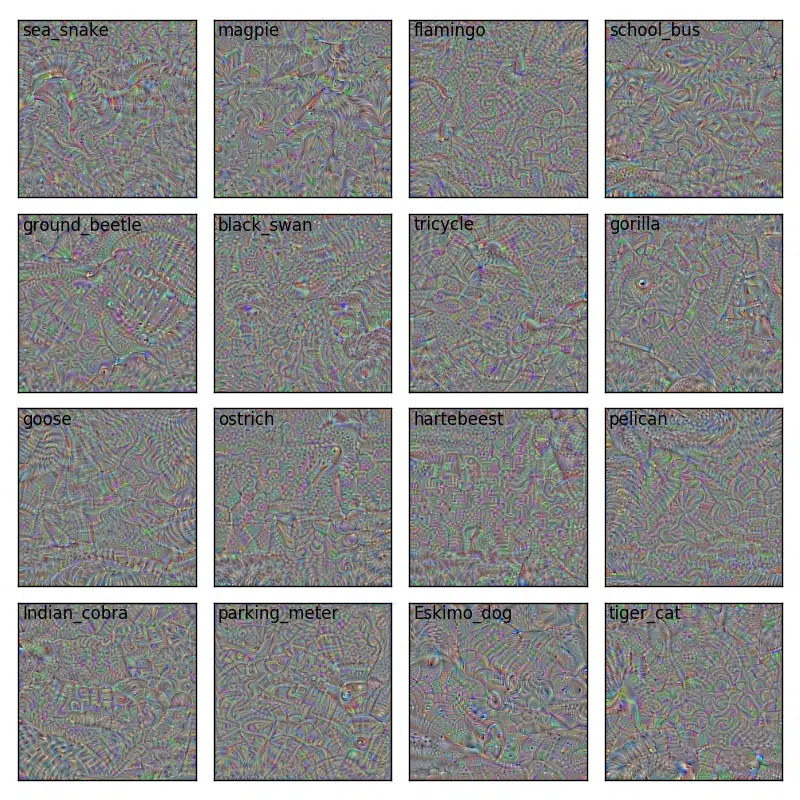 sea_snake
magpie
flamingo
school_bus
ground_beetle
black_swan
tricycle
gorilla
goose
ostrich
hartebeest
pelican
Indian_cobra
parking_meter
Eskimo_dog
tiger_cat